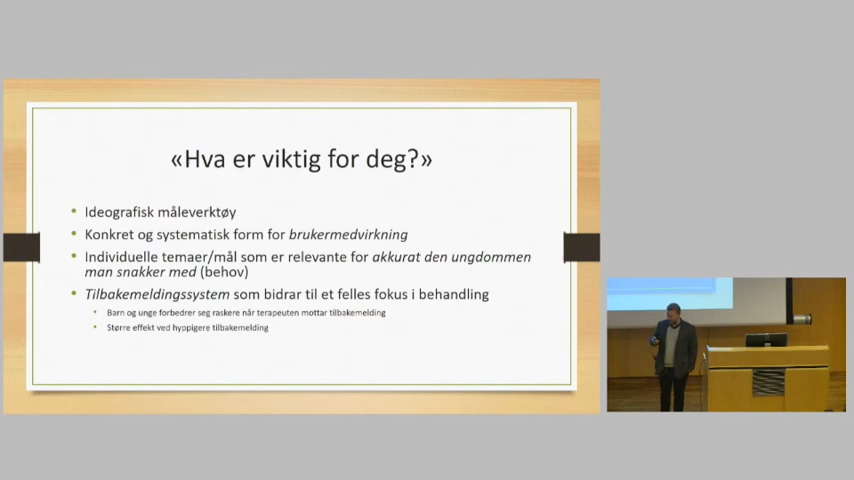 «Hva er viktig for deg?»
Ideografisk måleverktøy
Konkret og systematisk form for brukermedvirkning
Individuelle temaer/mål som er relevante for akkurat den ungdommen
man snakker med (behov)
Tilbakemeldingssystem som bidrar til et felles fokus i behandling
Barn og unge forbedrer seg raskere når terapeuten mottar tilbakemelding
Større effekt ved hyppigere tilbakemelding